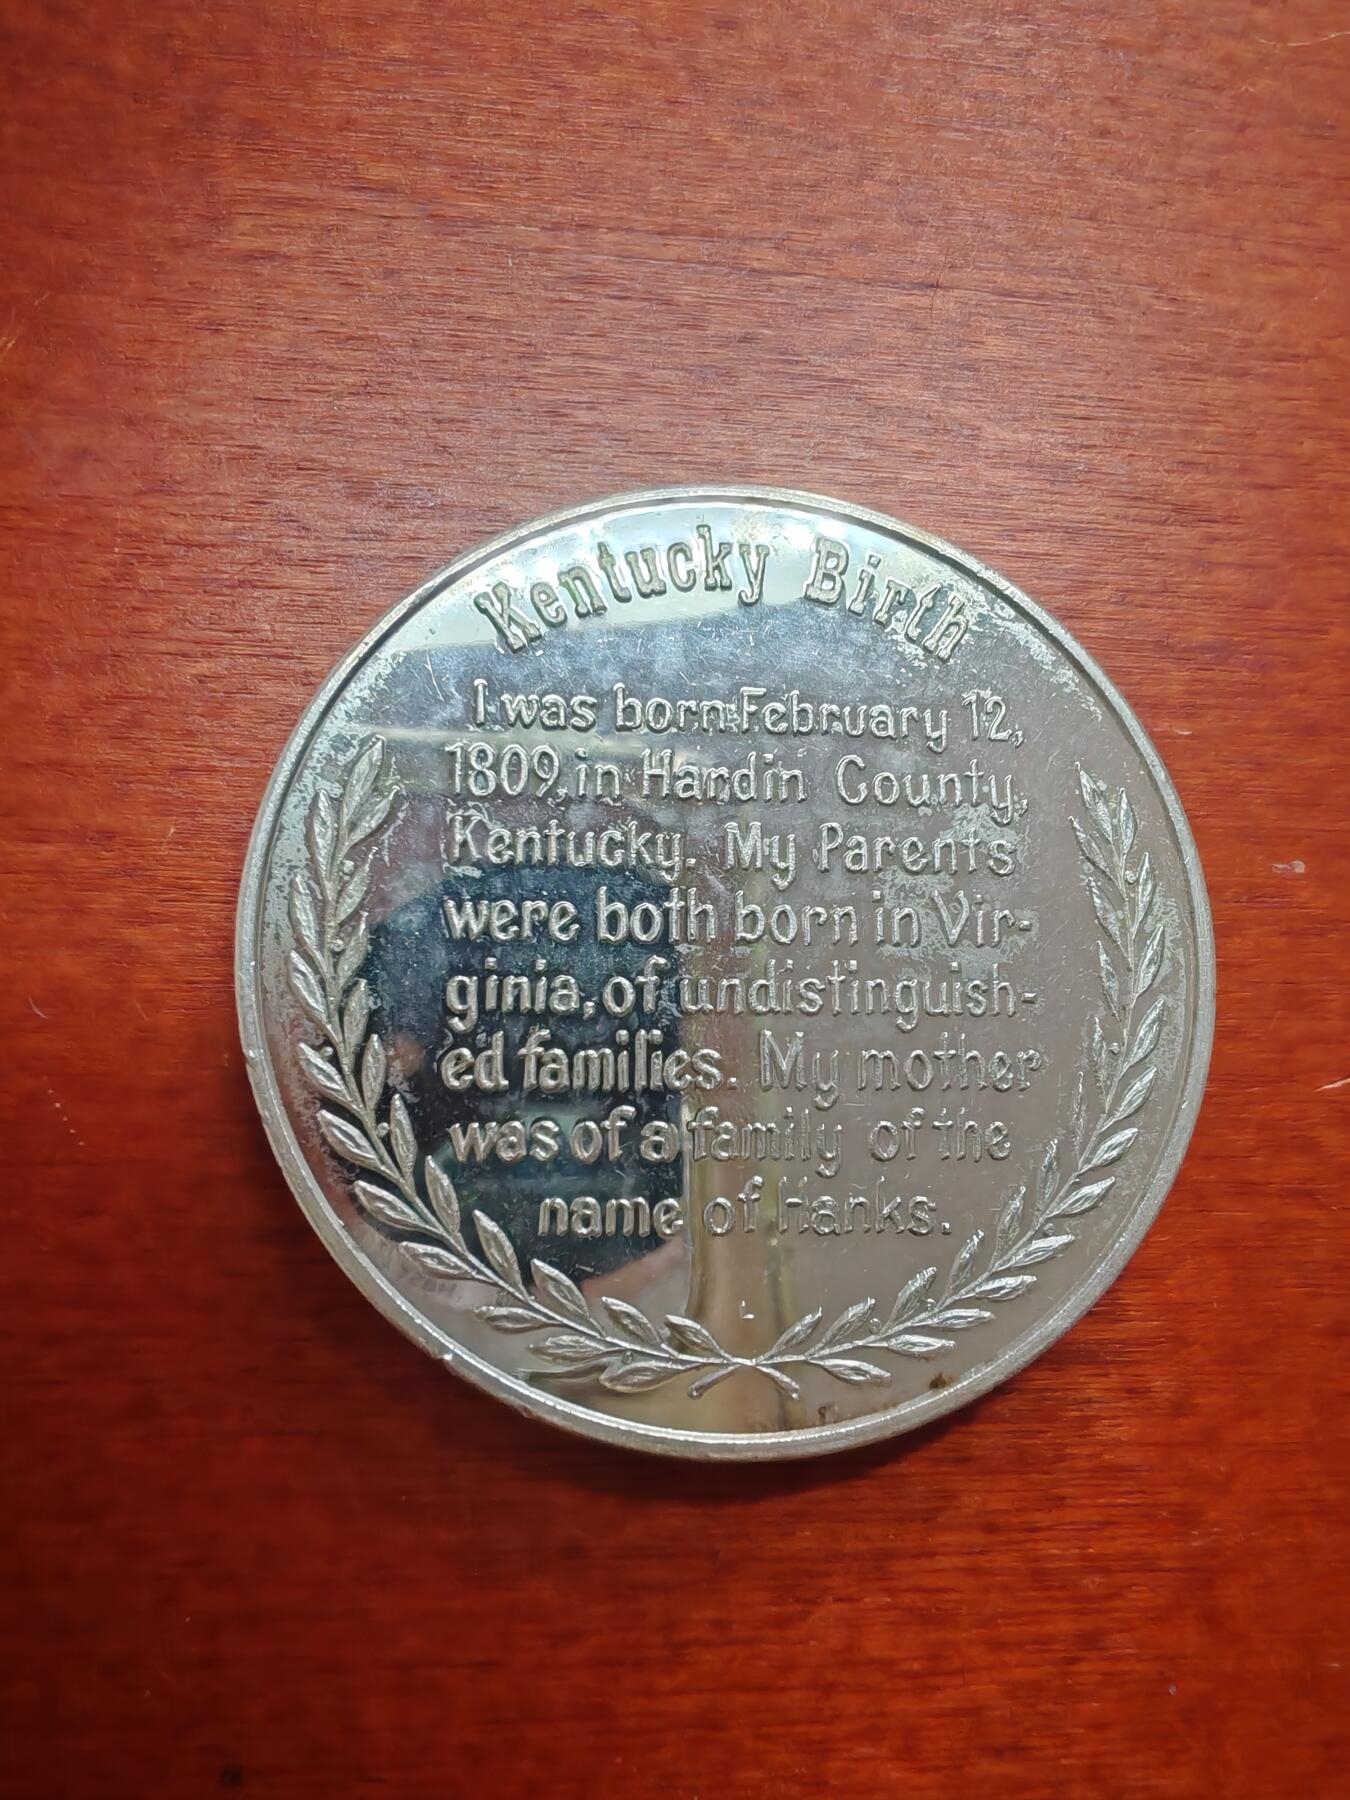 Kentucky Birth
I was born February 12,
1809, in Hardin County,
Kentucky. My Parents
were both born in Vir-
ginia, of undistinguish-
ed families. My mother
was of a family of the
name of Hanks.